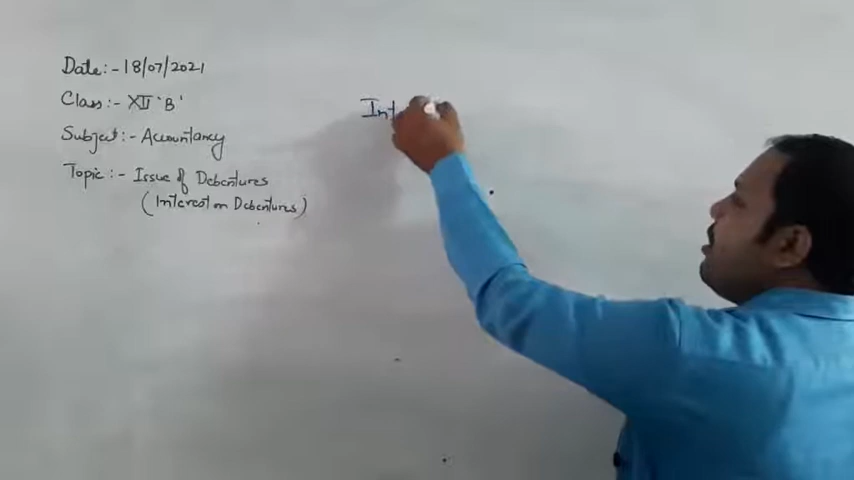 Date:- 18/07/2021
Class:- XII 'B'
Subject:- Accountancy
Topic:- Issue of Debentures
(Interest on Debentures)
Int